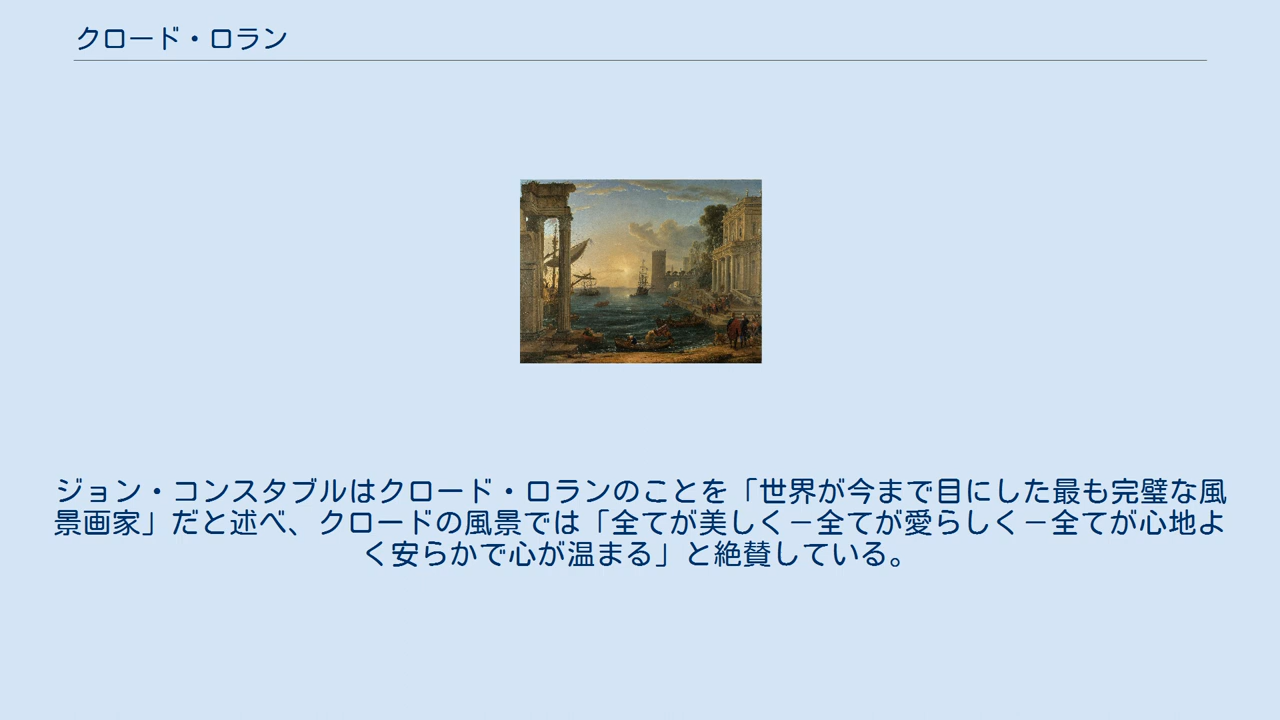 クロード・ロラン
ジョン・コンスタブルはクロード・ロランのことを「世界が今まで目にした最も完璧な風
景画家」だと述べ、クロードの風景では「全てが美しく－全てが愛らしく－全てが心地よ
く安らかで心が温まる」と絶賛している。